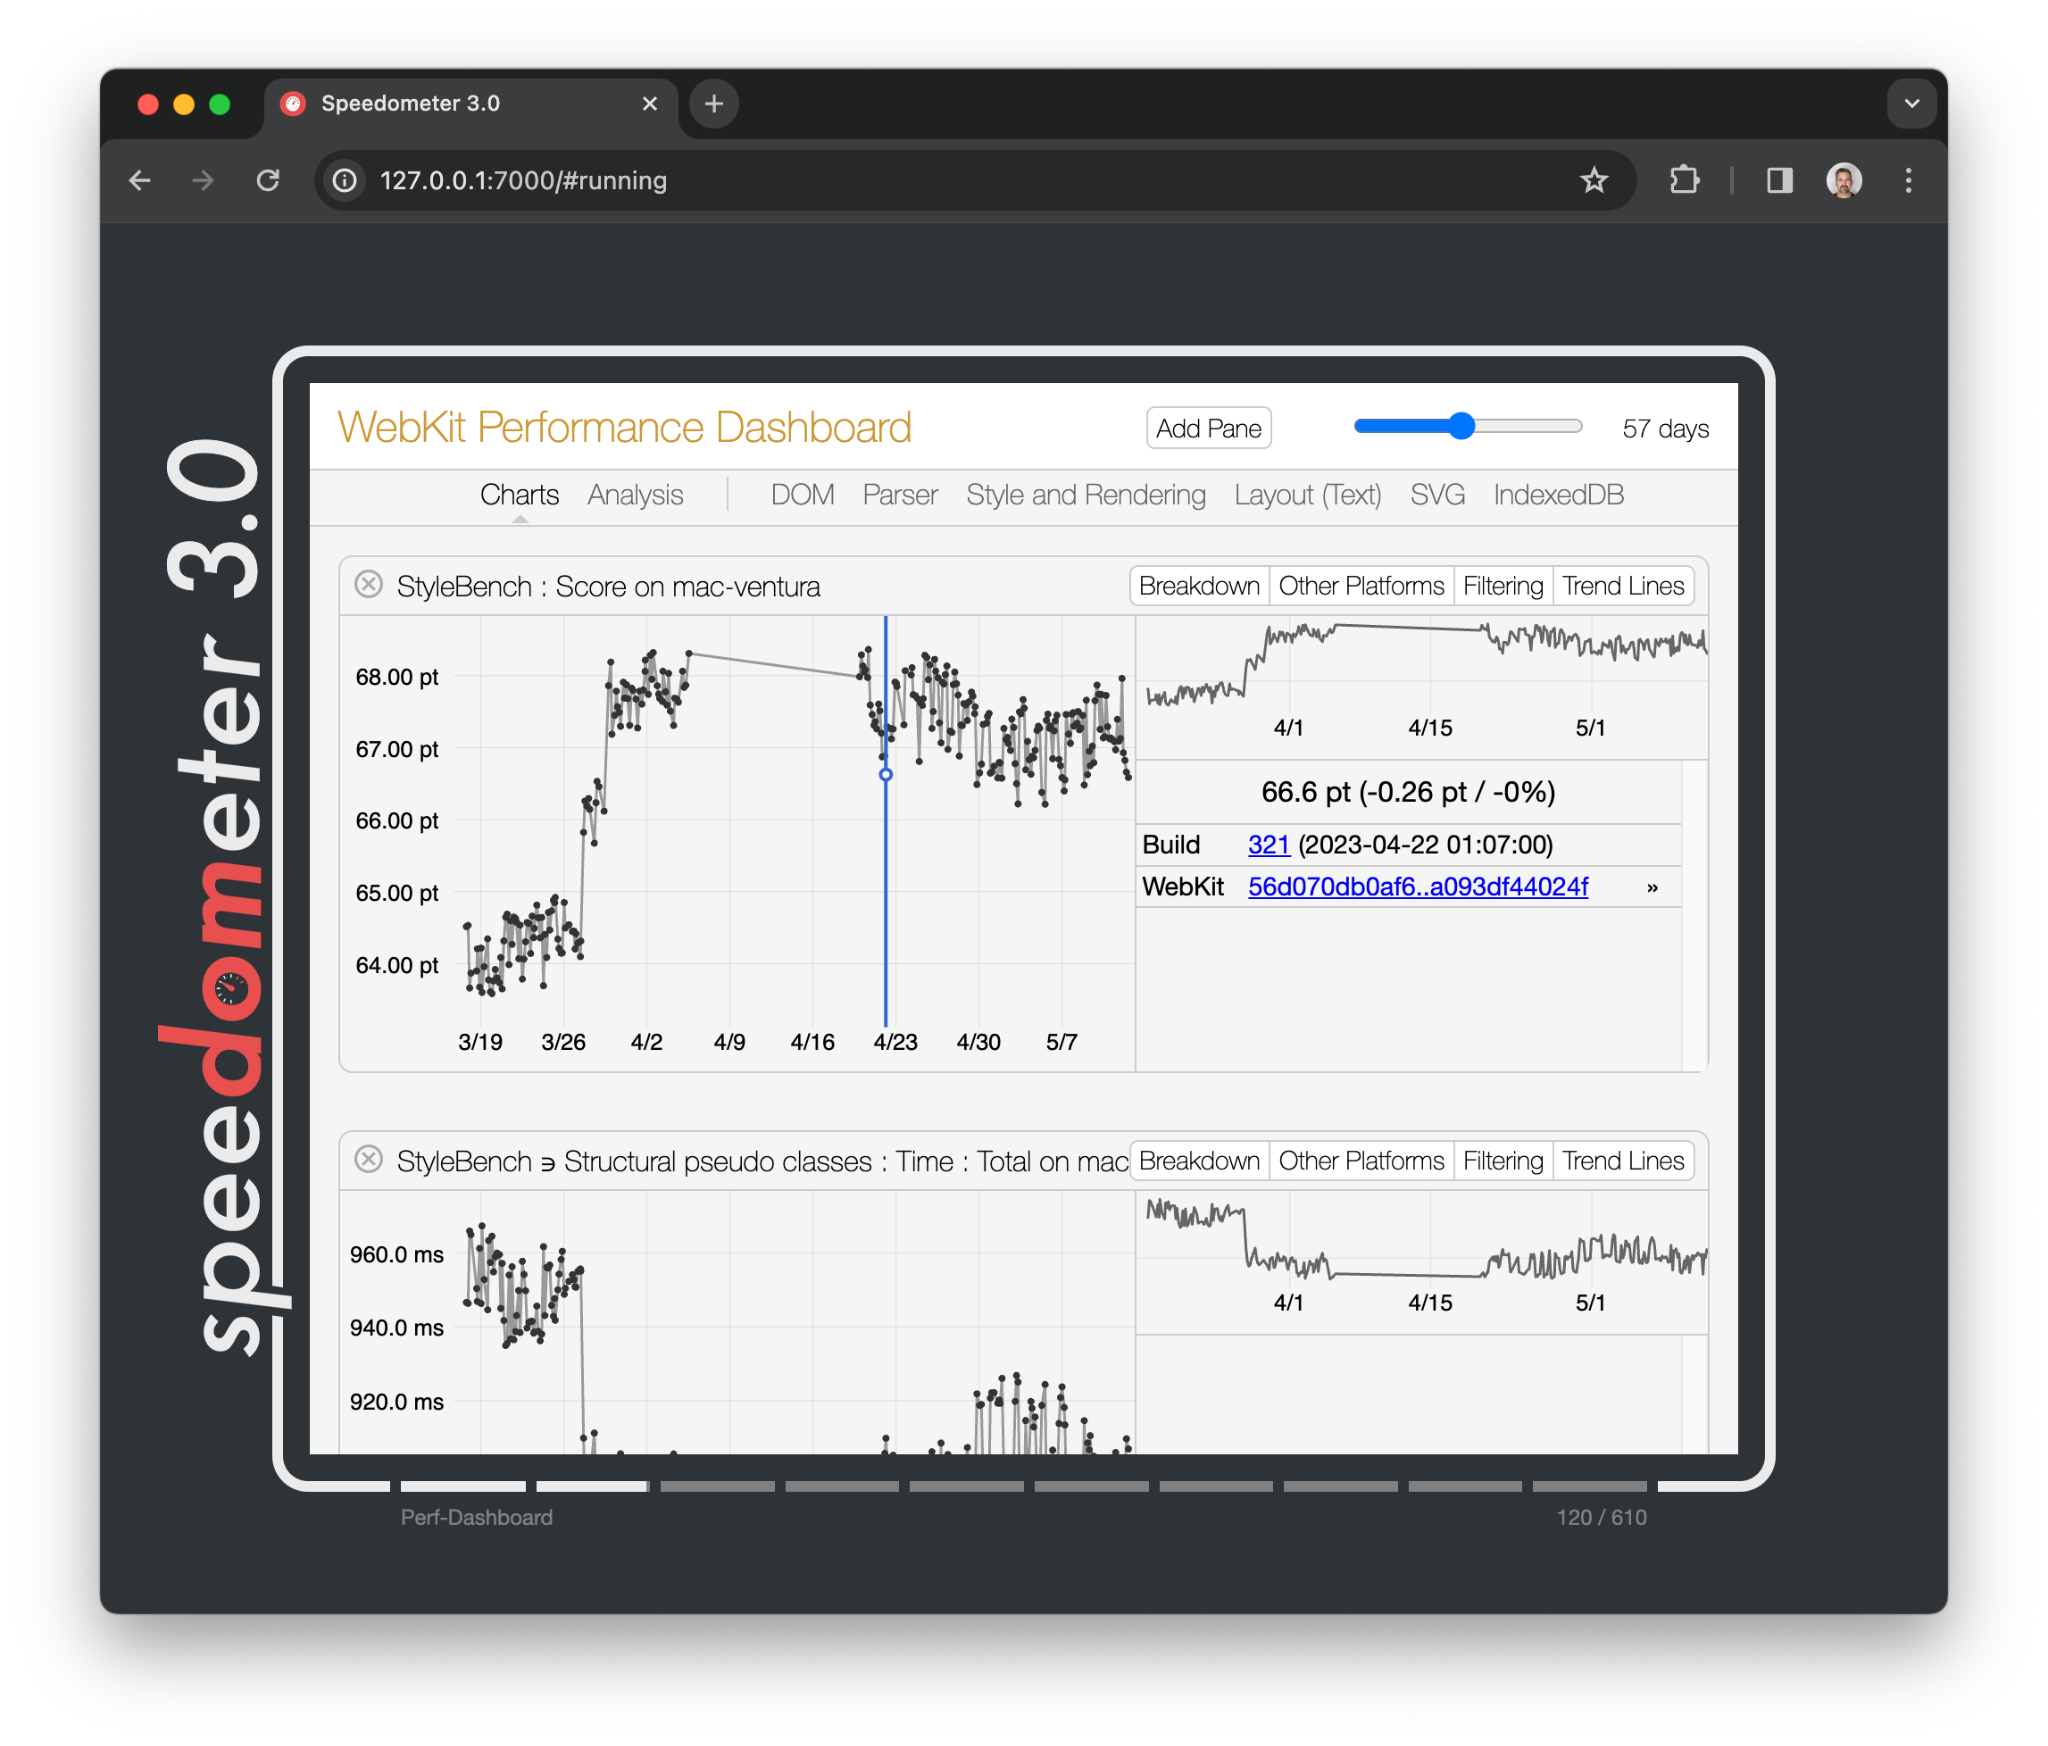 Speedometer 3.0
127.0.0.1:7000/#running
speedometer 3.0
WebKit Performance Dashboard
Add Pane
57 days
Charts Analysis DOM Parser Style and Rendering Layout (Text) SVG IndexedDB
StyleBench : Score on mac-ventura
Breakdown Other Platforms Filtering Trend Lines
68.00 pt
67.00 pt
66.00 pt
65.00 pt
64.00 pt
3/19 3/26 4/2 4/9 4/16 4/23 4/30 5/7
4/1 4/15 5/1
66.6 pt (-0.26 pt / -0%)
Build 321 (2023-04-22 01:07:00)
WebKit 56d070db0af6..a093df44024f »
StyleBench ∋ Structural pseudo classes : Time : Total on mac
Breakdown Other Platforms Filtering Trend Lines
960.0 ms
940.0 ms
920.0 ms
4/1 4/15 5/1
Perf-Dashboard
120 / 610